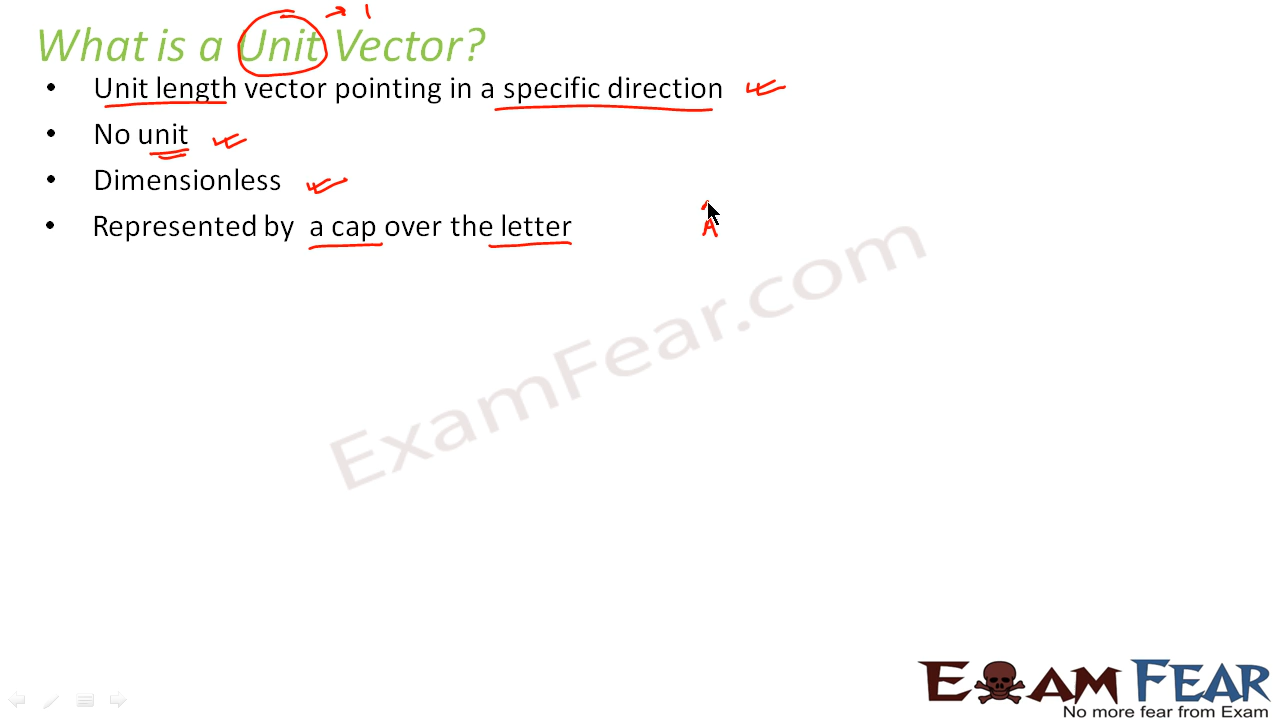 What is a Unit Vector?
→ 1
• Unit length vector pointing in a specific direction
• No unit
• Dimensionless
• Represented by a cap over the letter
Â
ExamFear.com
EXAM FEAR
No more fear from Exam